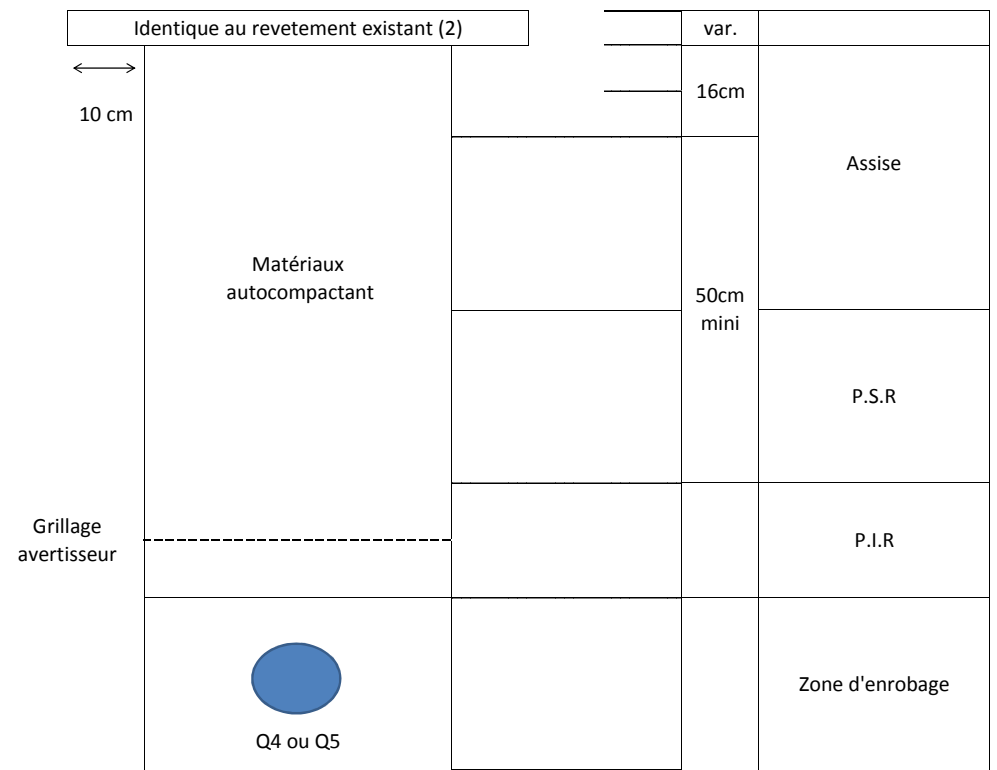 Identique au revetement existant (2)
var.
10 cm
16cm
Assise
Matériaux
autocompactant
50cm
mini
P.S.R
Grillage
avertisseur
P.I.R
Zone d'enrobage
Q4 ou Q5